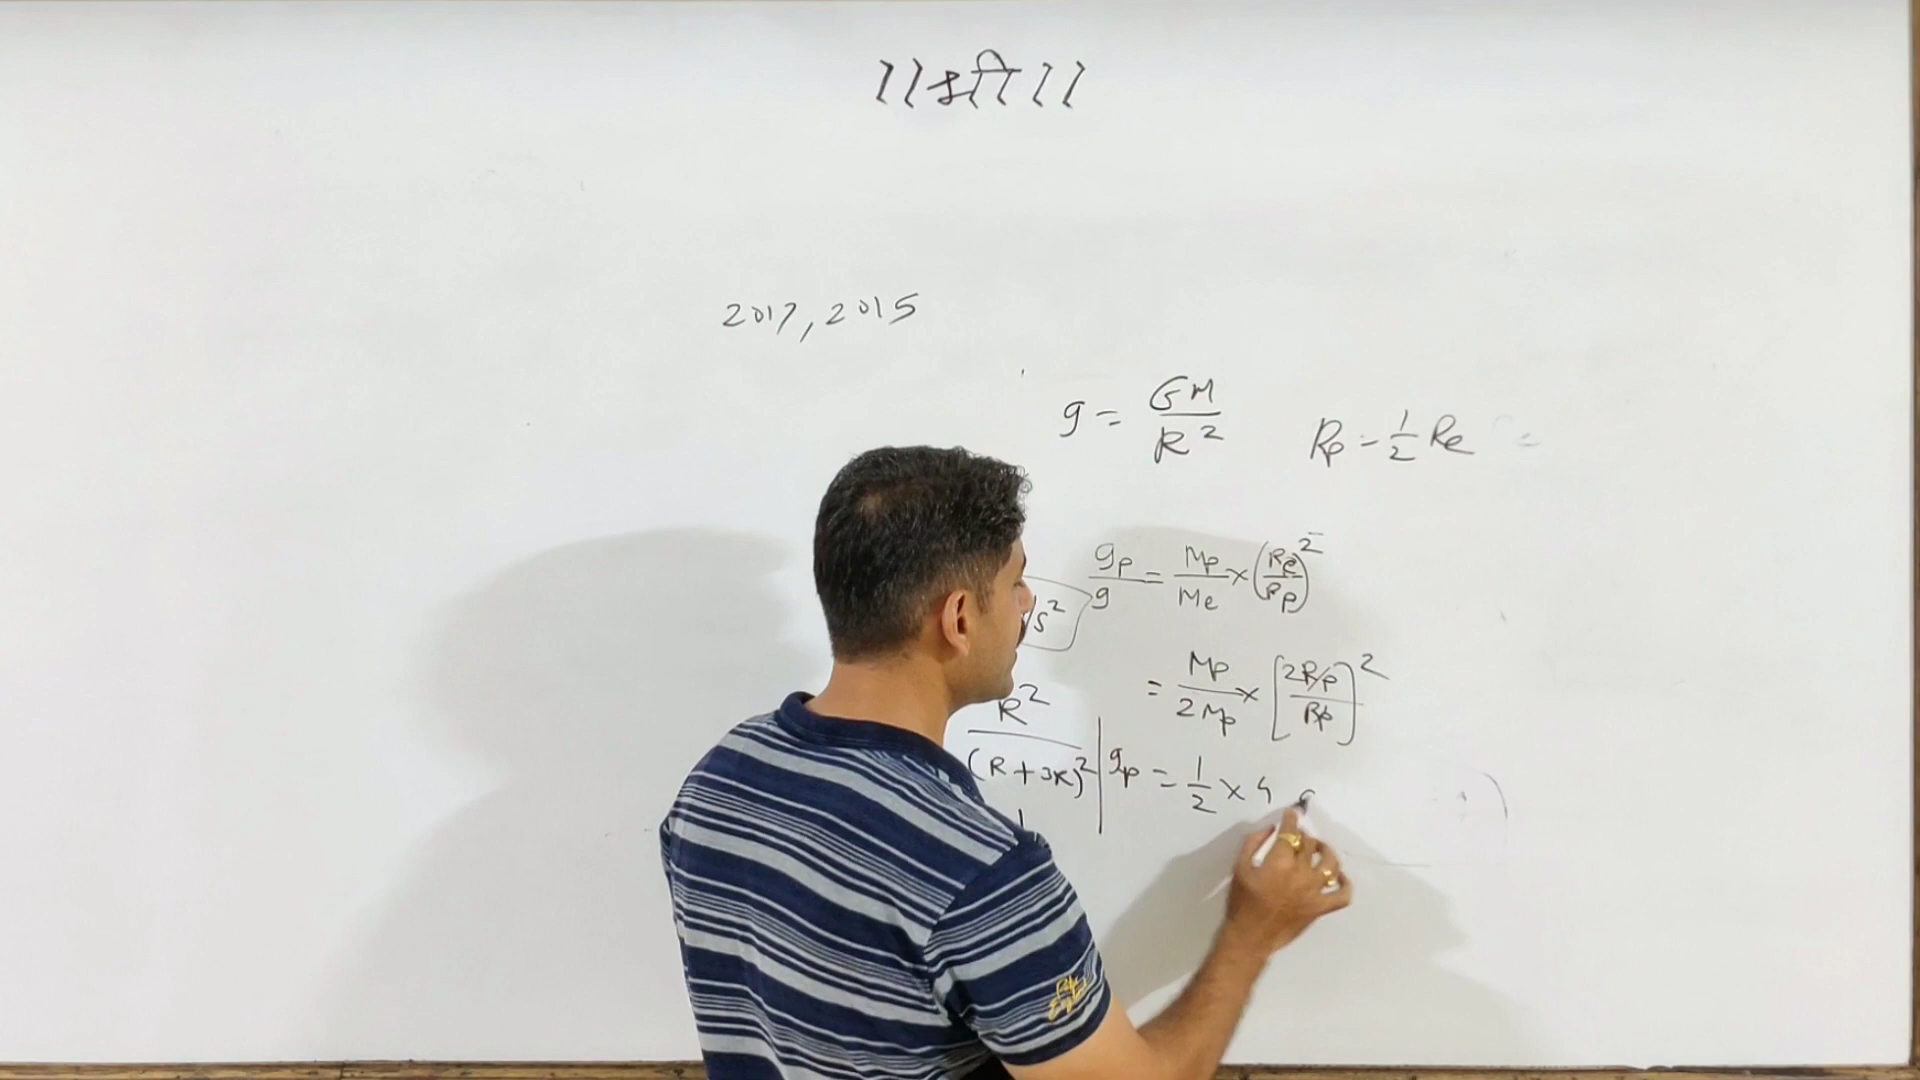 ।।श्री।।
2017, 2015
g = GM / R²
Rp = 1/2 Re
gp / g = Mp / Me × (Re / Rp)²
/s²
= Mp / 2Mp × [2Rp / Rp]²
R² / (R + 3R)²
gp = 1/2 × 4